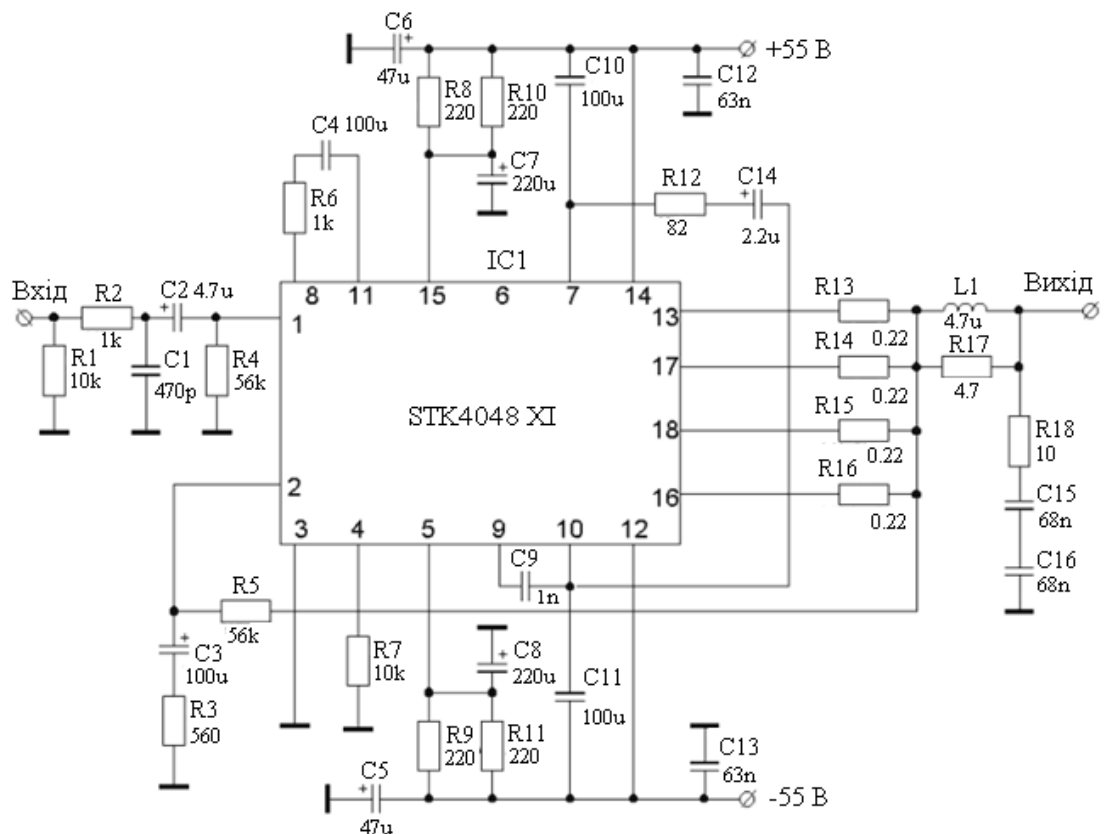 C6
+
47u
+55 В
R8
220
R10
220
C10
100u
C12
63n
C4 100u
+
C7
220u
R6
1k
R12
82
C14
+
2.2u
IC1
8
11
15
6
7
14
Вхід
R2
1k
C2 4.7u
+
1
13
R13
0.22
L1
4.7u
Вихід
R1
10k
C1
470p
R4
56k
17
R14
0.22
R17
4.7
STK4048 XI
18
R15
0.22
R18
10
2
16
R16
0.22
C15
68n
3
4
5
9
10
12
C9
1n
C16
68n
R5
56k
+
C3
100u
R7
10k
C8
+
220u
C11
100u
R3
560
R9
220
R11
220
C13
63n
C5
+
47u
-55 В